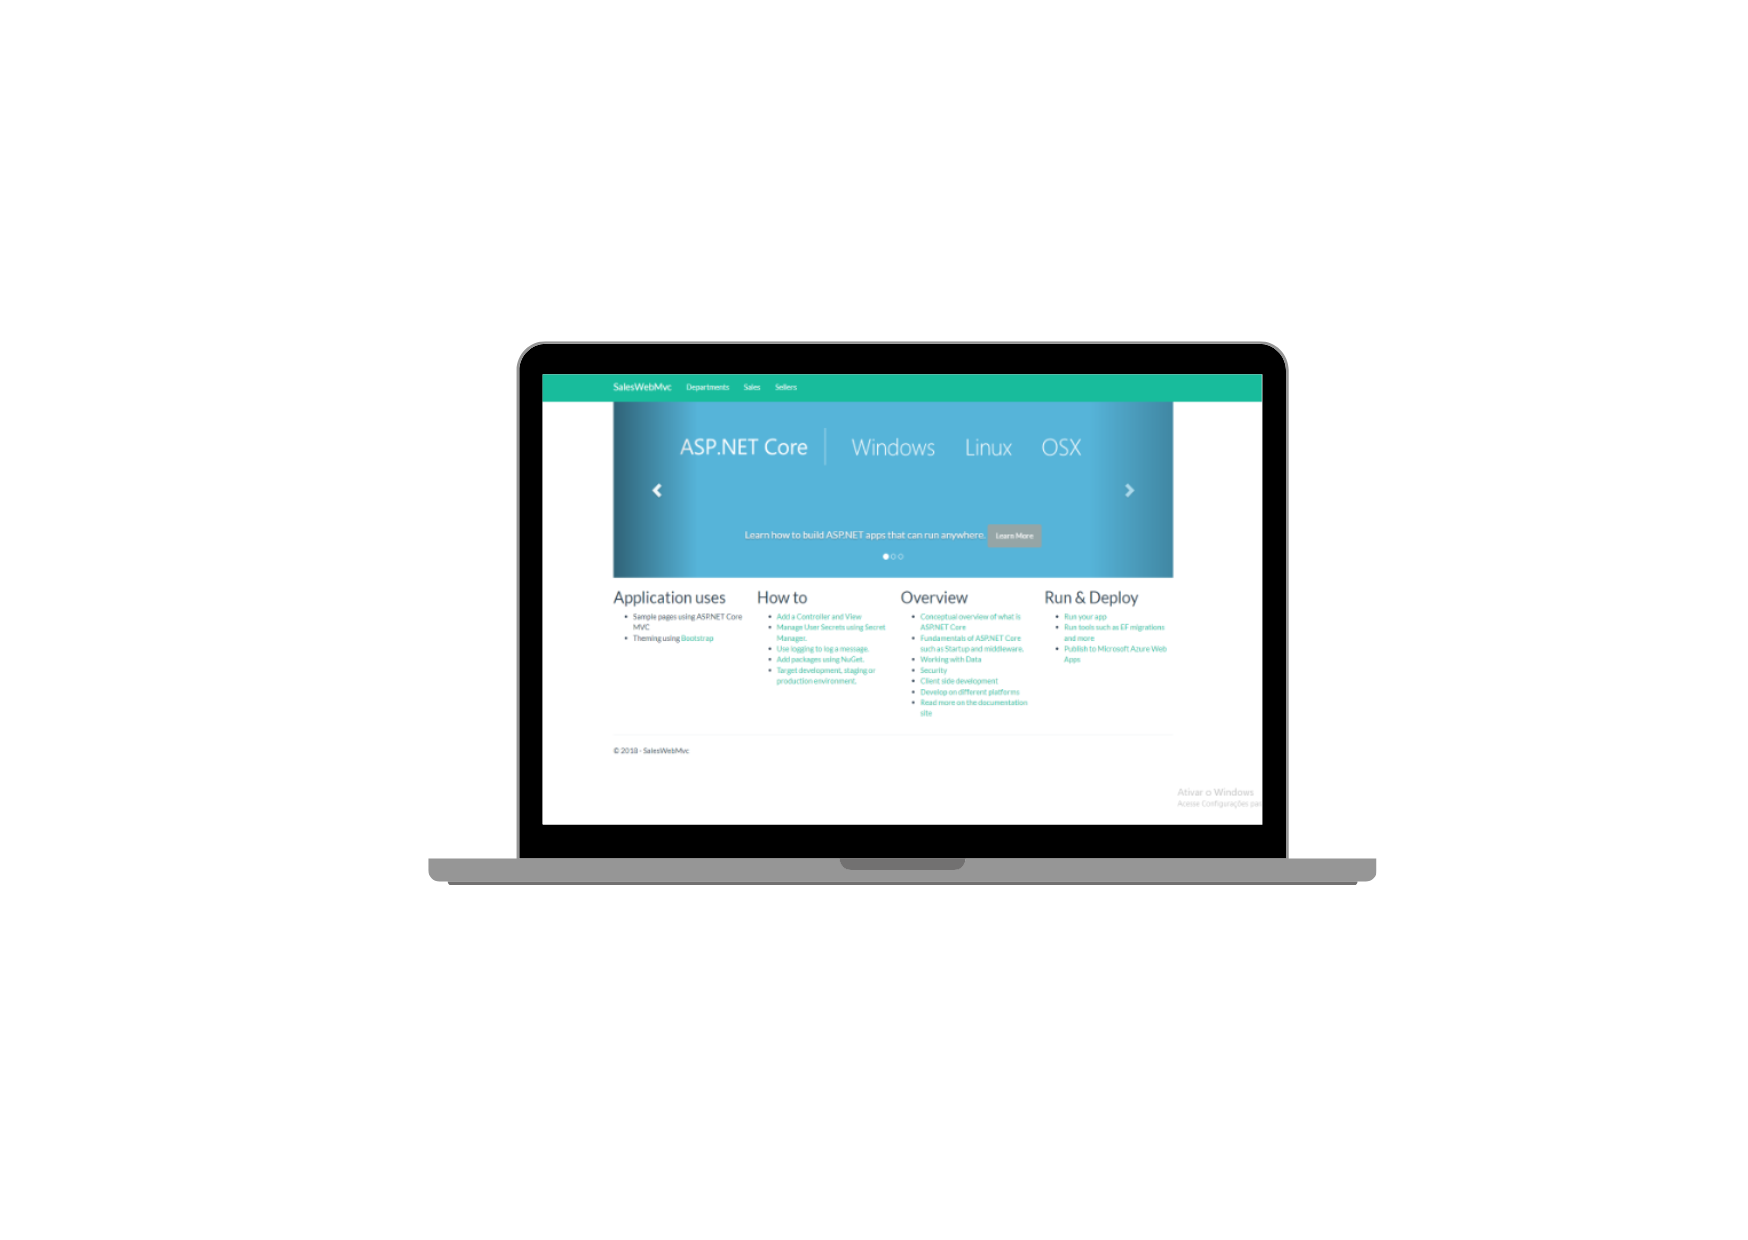 SalesWebMvc Departments Sales Sellers
ASP.NET Core Windows Linux OSX
Learn how to build ASP.NET apps that can run anywhere. Learn More
Application uses
Sample pages using ASP.NET Core
MVC
Theming using Bootstrap
How to
Add a Controller and View
Manage User Secrets using Secret
Manager.
Use logging to log a message.
Add packages using NuGet.
Target development, staging or
production environment.
Overview
Conceptual overview of what is
ASP.NET Core
Fundamentals of ASP.NET Core
such as Startup and middleware.
Working with Data
Security
Client side development
Develop on different platforms
Read more on the documentation
site
Run & Deploy
Run your app
Run tools such as EF migrations
and more
Publish to Microsoft Azure Web
Apps
© 2018 - SalesWebMvc
Ativar o Windows
Acesse Configurações